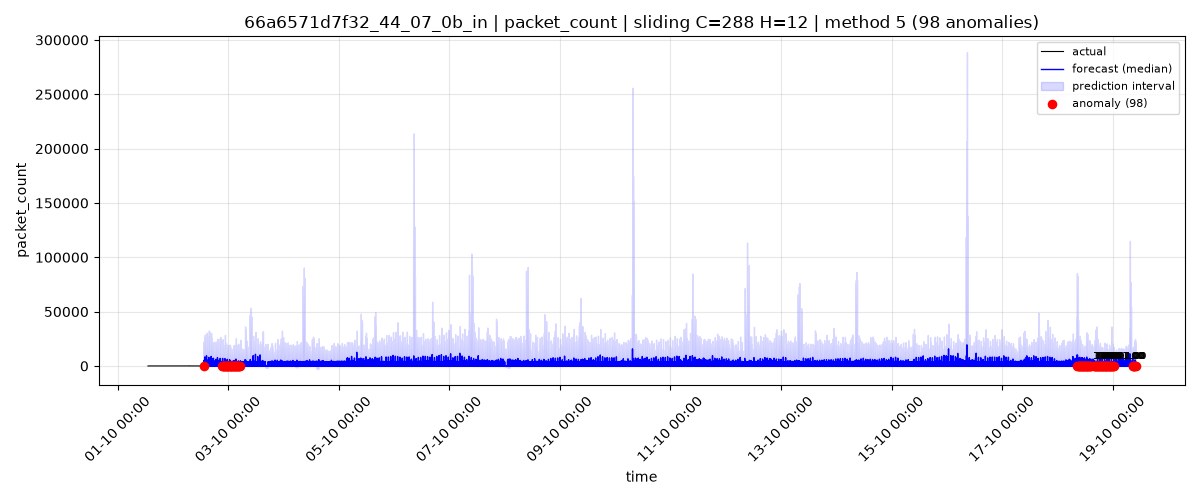 66a6571d7f32_44_07_0b_in | packet_count | sliding C=288 H=12 | method 5 (98 anomalies)
300000
250000
200000
150000
100000
50000
0
packet_count
actual
forecast (median)
prediction interval
anomaly (98)
01-10 00:00
03-10 00:00
05-10 00:00
07-10 00:00
09-10 00:00
11-10 00:00
13-10 00:00
15-10 00:00
17-10 00:00
19-10 00:00
time